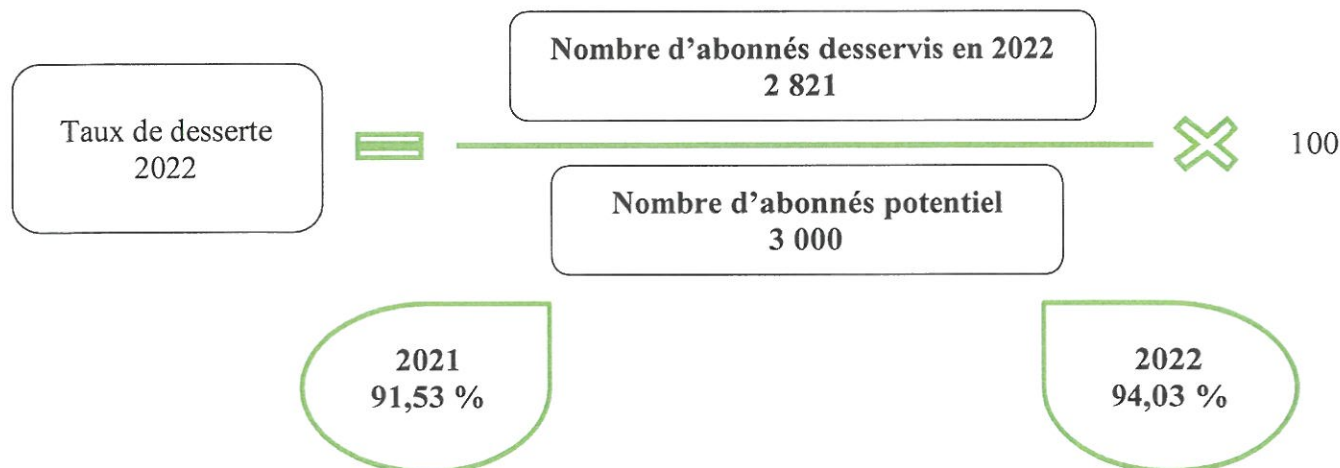 Nombre d’abonnés desservis en 2022
2 821
Taux de desserte
2022
100
Nombre d’abonnés potentiel
3 000
2021
91,53 %
2022
94,03 %